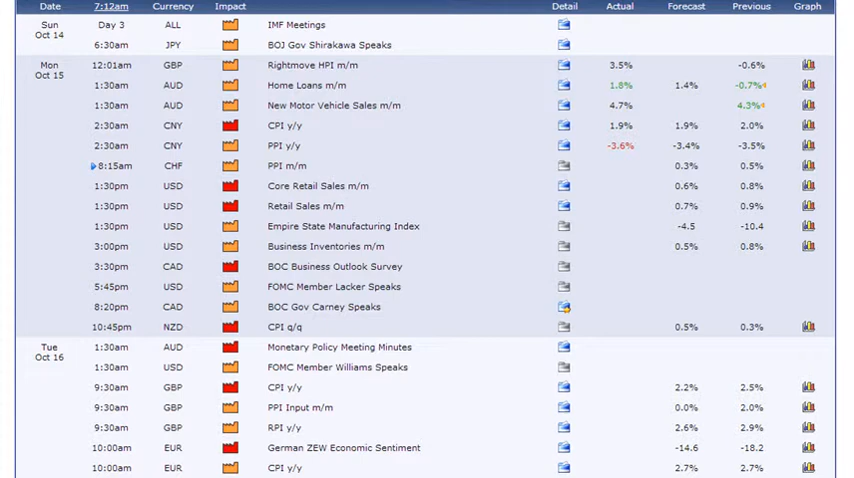 Date 7:12am Currency Impact Detail Actual Forecast Previous Graph
Sun Day 3 ALL IMF Meetings
Oct 14
6:30am JPY BOJ Gov Shirakawa Speaks
Mon 12:01am GBP Rightmove HPI m/m 3.5% -0.6%
Oct 15
1:30am AUD Home Loans m/m 1.8% 1.4% -0.7%
1:30am AUD New Motor Vehicle Sales m/m 4.7% 4.3%
2:30am CNY CPI y/y 1.9% 1.9% 2.0%
2:30am CNY PPI y/y -3.6% -3.4% -3.5%
8:15am CHF PPI m/m 0.3% 0.5%
1:30pm USD Core Retail Sales m/m 0.6% 0.8%
1:30pm USD Retail Sales m/m 0.7% 0.9%
1:30pm USD Empire State Manufacturing Index -4.5 -10.4
3:00pm USD Business Inventories m/m 0.5% 0.8%
3:30pm CAD BOC Business Outlook Survey
5:45pm USD FOMC Member Lacker Speaks
8:20pm CAD BOC Gov Carney Speaks
10:45pm NZD CPI q/q 0.5% 0.3%
Tue 1:30am AUD Monetary Policy Meeting Minutes
Oct 16
1:30am USD FOMC Member Williams Speaks
9:30am GBP CPI y/y 2.2% 2.5%
9:30am GBP PPI Input m/m 0.0% 2.0%
9:30am GBP RPI y/y 2.6% 2.9%
10:00am EUR German ZEW Economic Sentiment -14.6 -18.2
10:00am EUR CPI y/y 2.7% 2.7%